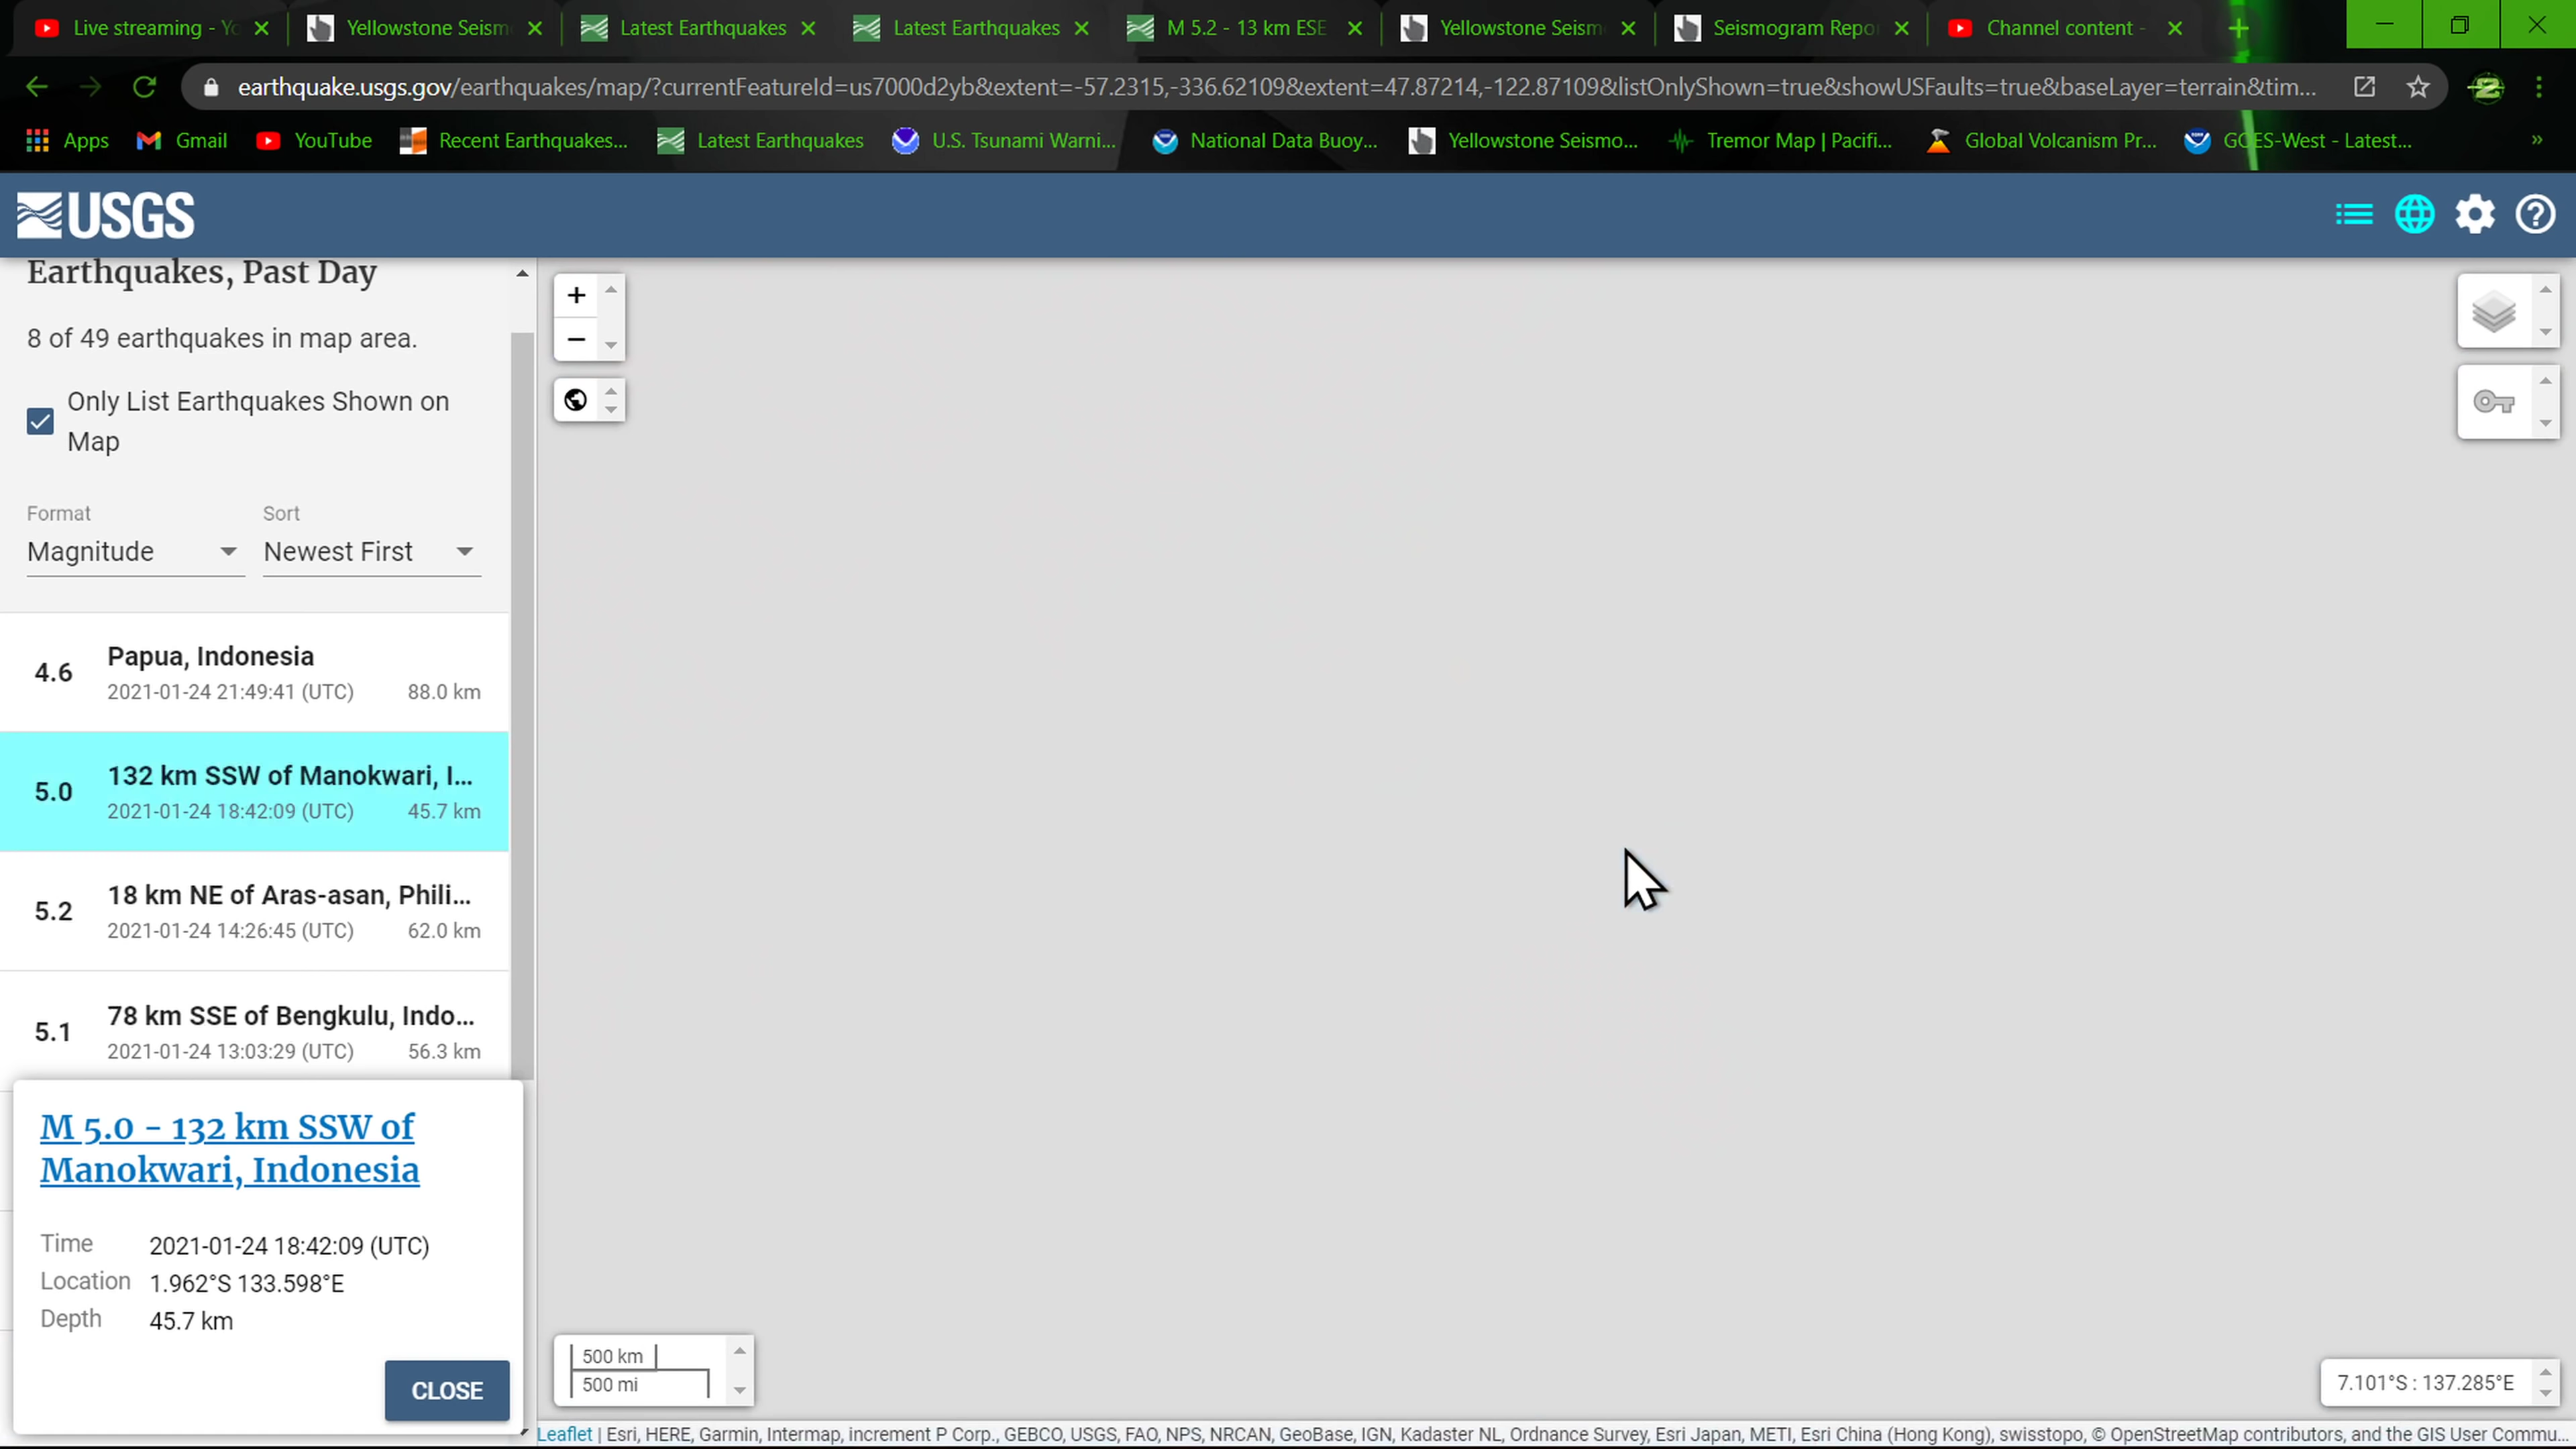 Live streaming - Yo
Yellowstone Seism
Latest Earthquakes
Latest Earthquakes
M 5.2 - 13 km ESE
Yellowstone Seism
Seismogram Repo
Channel content -
earthquake.usgs.gov/earthquakes/map/?currentFeatureId=us7000d2yb&extent=-57.2315,-336.62109&extent=47.87214,-122.87109&listOnlyShown=true&showUSFaults=true&baseLayer=terrain&tim...
Apps
Gmail
YouTube
Recent Earthquakes...
Latest Earthquakes
U.S. Tsunami Warni...
National Data Buoy...
Yellowstone Seismo...
Tremor Map | Pacifi...
Global Volcanism Pr...
GOES-West - Latest...
»
USGS
Earthquakes, Past Day
8 of 49 earthquakes in map area.
Only List Earthquakes Shown on
Map
Format Sort
Magnitude Newest First
4.6 Papua, Indonesia
2021-01-24 21:49:41 (UTC) 88.0 km
5.0 132 km SSW of Manokwari, I...
2021-01-24 18:42:09 (UTC) 45.7 km
5.2 18 km NE of Aras-asan, Phili...
2021-01-24 14:26:45 (UTC) 62.0 km
5.1 78 km SSE of Bengkulu, Indo...
2021-01-24 13:03:29 (UTC) 56.3 km
M 5.0 - 132 km SSW of
Manokwari, Indonesia
Time 2021-01-24 18:42:09 (UTC)
Location 1.962°S 133.598°E
Depth 45.7 km
CLOSE
+
−
500 km
500 mi
7.101°S : 137.285°E
Leaflet | Esri, HERE, Garmin, Intermap, increment P Corp., GEBCO, USGS, FAO, NPS, NRCAN, GeoBase, IGN, Kadaster NL, Ordnance Survey, Esri Japan, METI, Esri China (Hong Kong), swisstopo, © OpenStreetMap contributors, and the GIS User Commu...